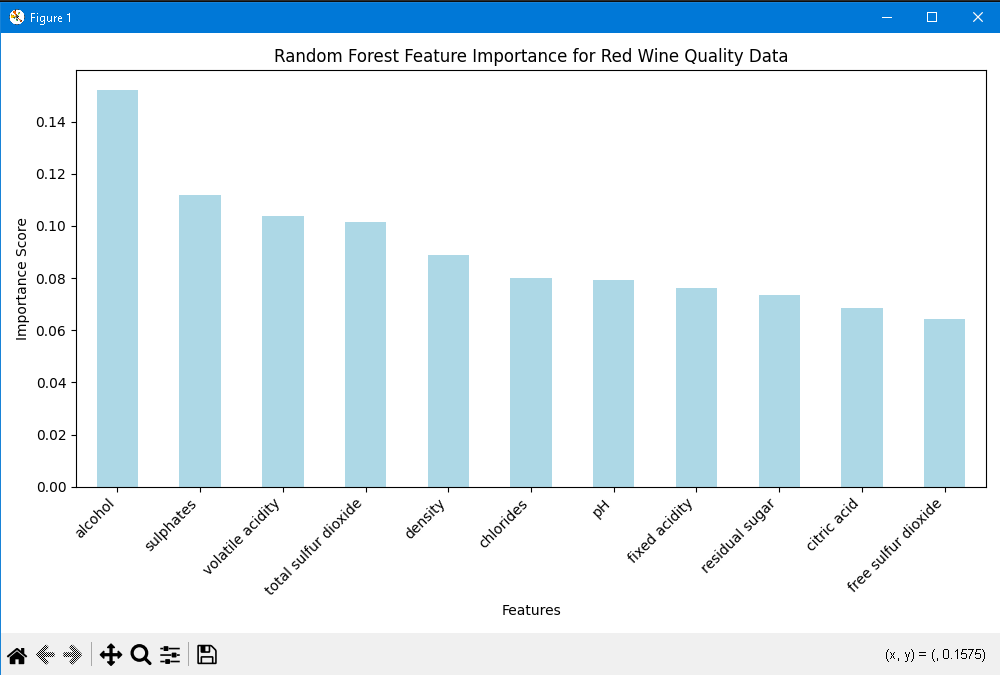 Figure 1
Random Forest Feature Importance for Red Wine Quality Data
Importance Score
0.14
0.12
0.10
0.08
0.06
0.04
0.02
0.00
alcohol
sulphates
volatile acidity
total sulfur dioxide
density
chlorides
pH
fixed acidity
residual sugar
citric acid
free sulfur dioxide
Features
(x, y) = (, 0.1575)